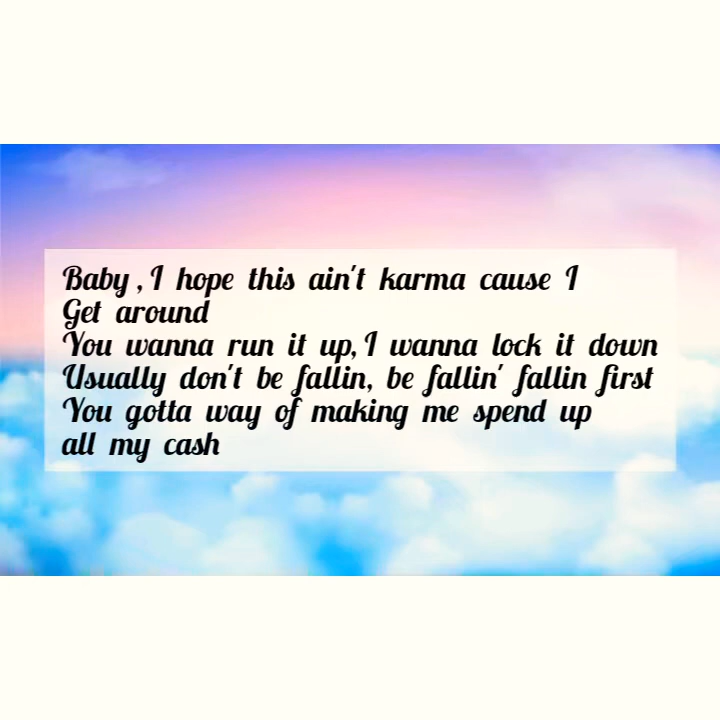 Baby , I hope this ain't karma cause I
Get around
You wanna run it up, I wanna lock it down
Usually don't be fallin, be fallin' fallin first
You gotta way of making me spend up
all my cash